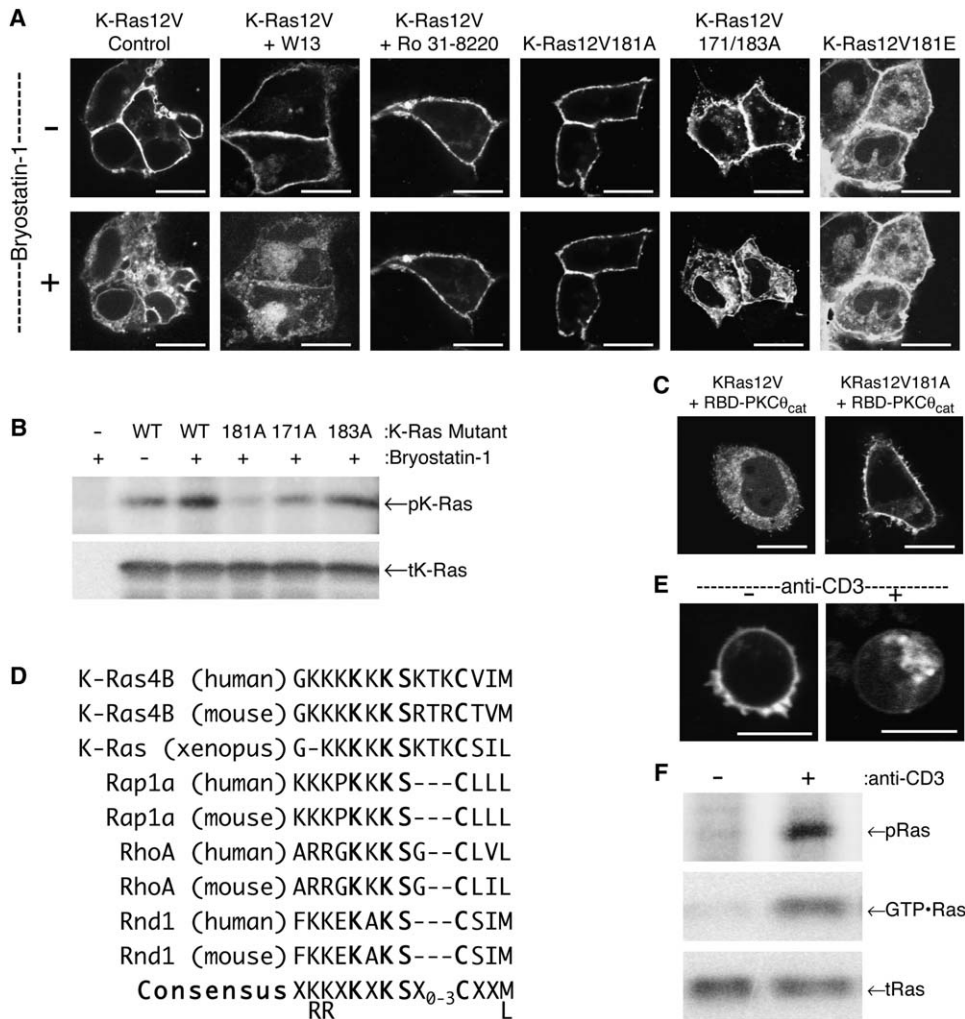 A
K-Ras12V Control
K-Ras12V + W13
K-Ras12V + Ro 31-8220
K-Ras12V181A
K-Ras12V 171/183A
K-Ras12V181E
--------Bryostatin-1--------
-
+
B
- WT WT 181A 171A 183A :K-Ras Mutant
+ - + + + + :Bryostatin-1
←pK-Ras
←tK-Ras
C
KRas12V + RBD-PKCθcat
KRas12V181A + RBD-PKCθcat
D
K-Ras4B (human) GKKKKKKKSKTKCVIM
K-Ras4B (mouse) GKKKKKKSRTRCTVM
K-Ras (xenopus) G-KKKKKSKTKCSIL
Rap1a (human) KKKPKKKS---CLLL
Rap1a (mouse) KKKPKKKS---CLLL
RhoA (human) ARRGKKKSG--CLVL
RhoA (mouse) ARRGKKKSG--CLIL
Rnd1 (human) FKKEKAKS---CSIM
Rnd1 (mouse) FKKEKAKS---CSIM
Consensus XKKXKXKSX0-3CXXM
RR L
E
--------anti-CD3------------
- +
F
- + :anti-CD3
←pRas
←GTP•Ras
←tRas